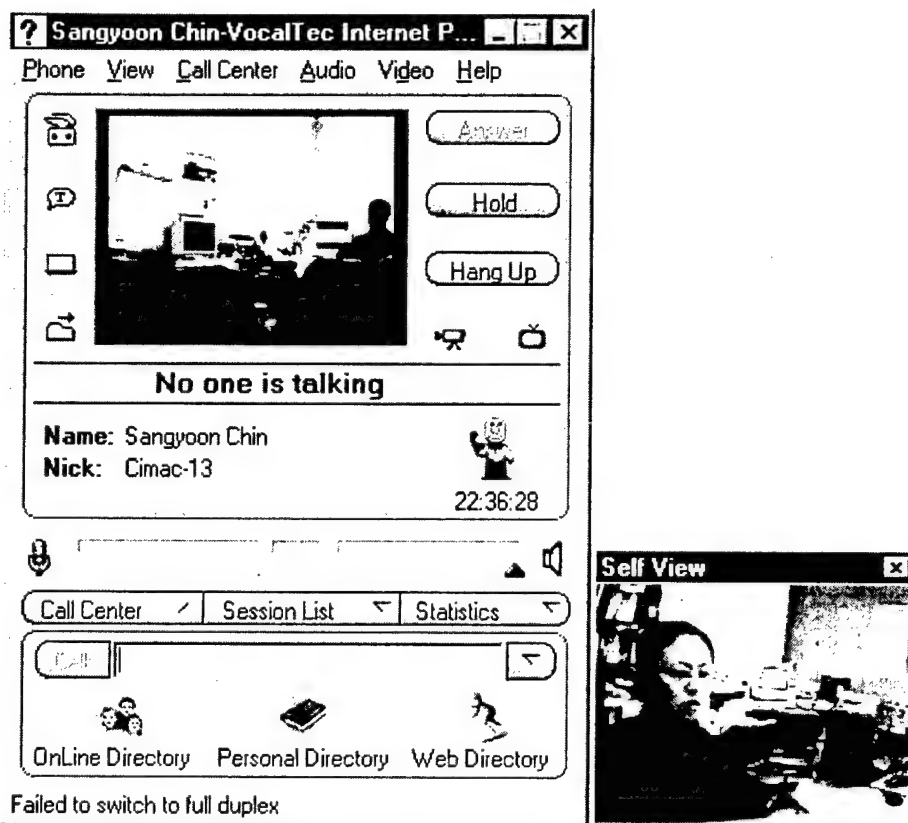 ? Sangyoon Chin-VocalTec Internet P...
Phone View Call Center Audio Video Help
Answer
T
Hold
Hang Up
No one is talking
Name: Sangyoon Chin
Nick: Cimac-13
22:36:28
Call Center Session List Statistics
Call
OnLine Directory Personal Directory Web Directory
Failed to switch to full duplex
Self View